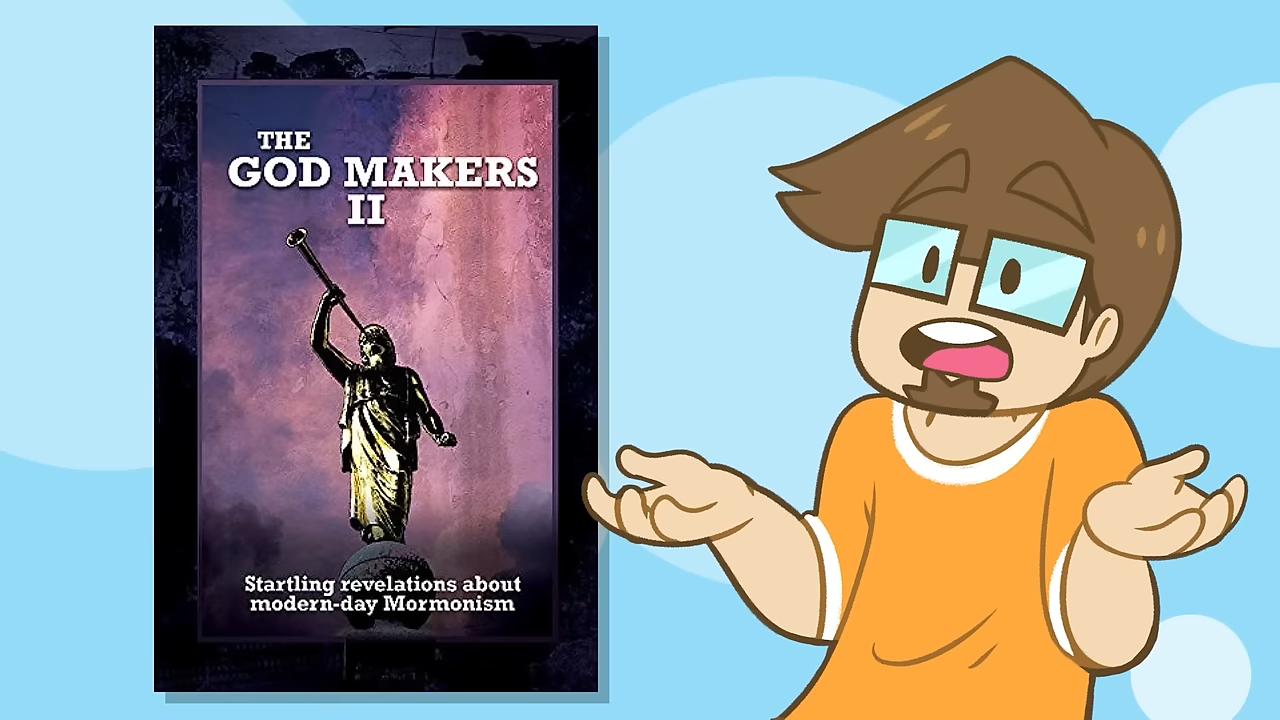 THE
GOD MAKERS
II
Startling revelations about
modern-day Mormonism